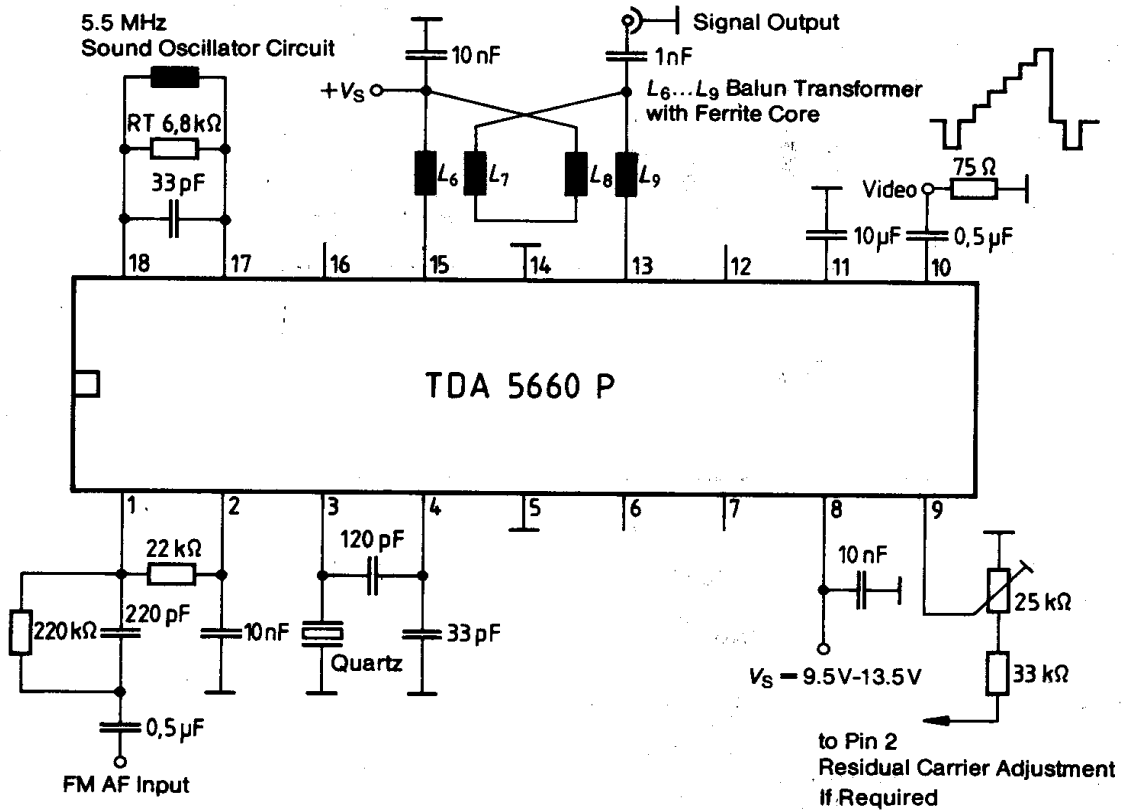 5.5 MHz
Sound Oscillator Circuit
Signal Output
10 nF
1nF
+VS
L6...L9 Balun Transformer
with Ferrite Core
RT 6,8kΩ
33 pF
L6
L7
L8
L9
Video
75 Ω
10 µF
0,5 µF
18
17
16
15
14
13
12
11
10
TDA 5660 P
1
2
3
4
5
6
7
8
9
22 kΩ
120 pF
10 nF
220 pF
220 kΩ
10 nF
33 pF
25 kΩ
Quartz
VS = 9.5V-13.5V
33 kΩ
0,5 µF
FM AF Input
to Pin 2
Residual Carrier Adjustment
If Required